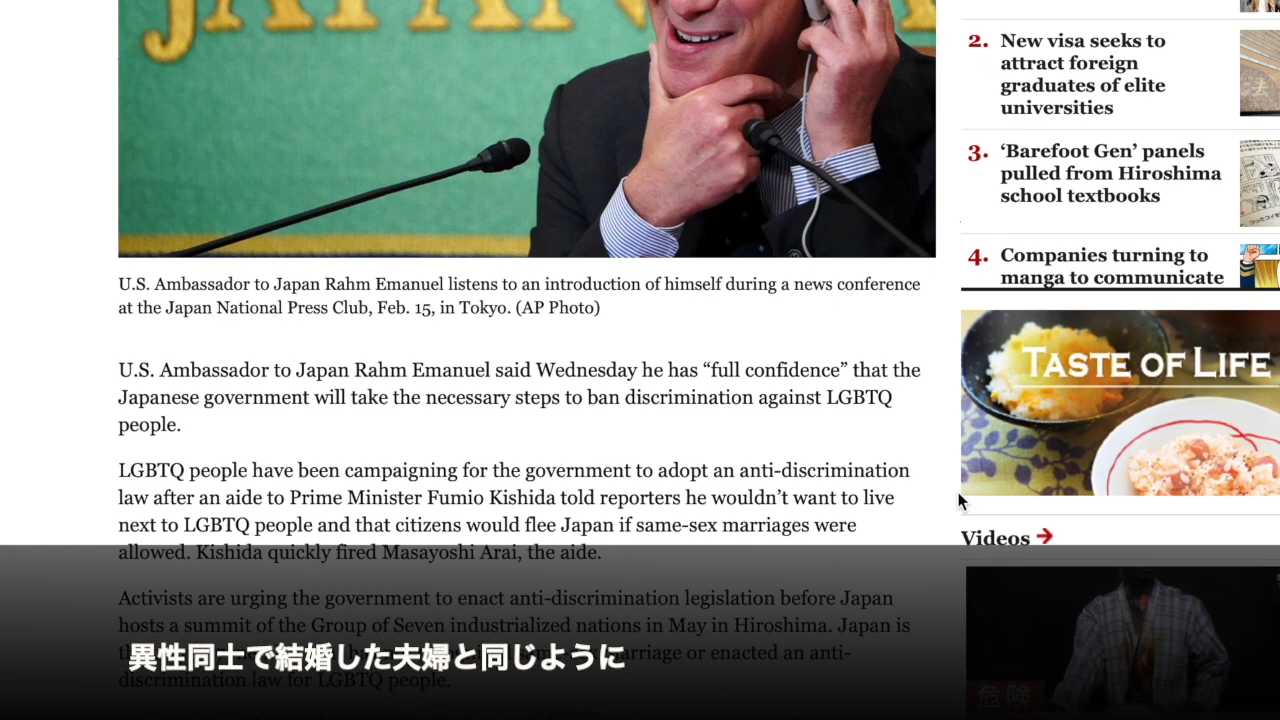 JAPAN
U.S. Ambassador to Japan Rahm Emanuel listens to an introduction of himself during a news conference
at the Japan National Press Club, Feb. 15, in Tokyo. (AP Photo)
U.S. Ambassador to Japan Rahm Emanuel said Wednesday he has “full confidence” that the
Japanese government will take the necessary steps to ban discrimination against LGBTQ
people.
LGBTQ people have been campaigning for the government to adopt an anti-discrimination
law after an aide to Prime Minister Fumio Kishida told reporters he wouldn’t want to live
next to LGBTQ people and that citizens would flee Japan if same-sex marriages were
allowed. Kishida quickly fired Masayoshi Arai, the aide.
Activists are urging the government to enact anti-discrimination legislation before Japan
hosts a summit of the Group of Seven industrialized nations in May in Hiroshima. Japan is
marriage or enacted an anti-
discrimination law for LGBTQ people.
異性同士で結婚した夫婦と同じように
2. New visa seeks to
attract foreign
graduates of elite
universities
3. ‘Barefoot Gen’ panels
pulled from Hiroshima
school textbooks
4. Companies turning to
manga to communicate
TASTE OF LIFE
Videos
危険